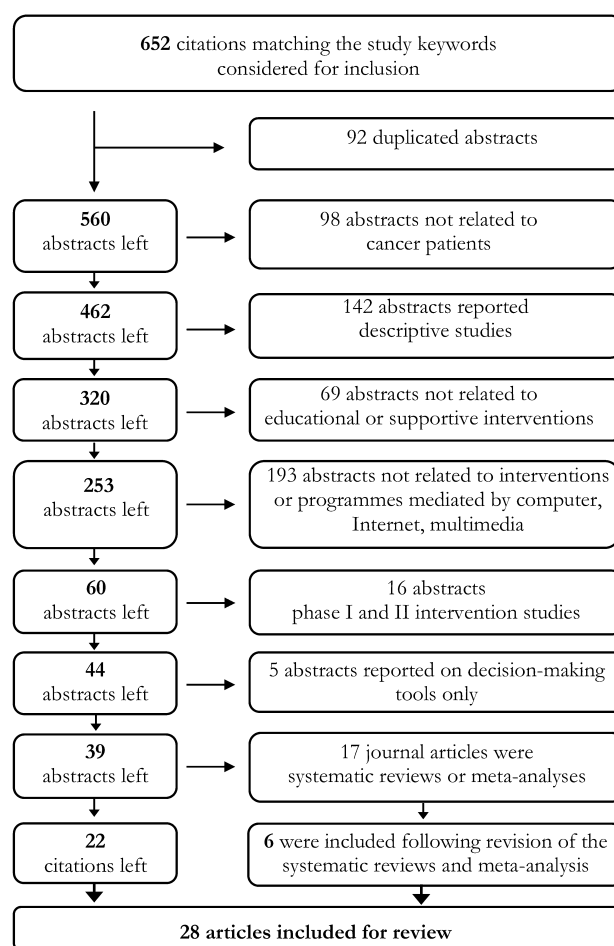 652 citations matching the study keywords
considered for inclusion
92 duplicated abstracts
560
abstracts left
98 abstracts not related to
cancer patients
462
abstracts left
142 abstracts reported
descriptive studies
320
abstracts left
69 abstracts not related to
educational or supportive interventions
253
abstracts left
193 abstracts not related to interventions
or programmes mediated by computer,
Internet, multimedia
60
abstracts left
16 abstracts
phase I and II intervention studies
44
abstracts left
5 abstracts reported on decision-making
tools only
39
abstracts left
17 journal articles were
systematic reviews or meta-analyses
22
citations left
6 were included following revision of the
systematic reviews and meta-analysis
28 articles included for review